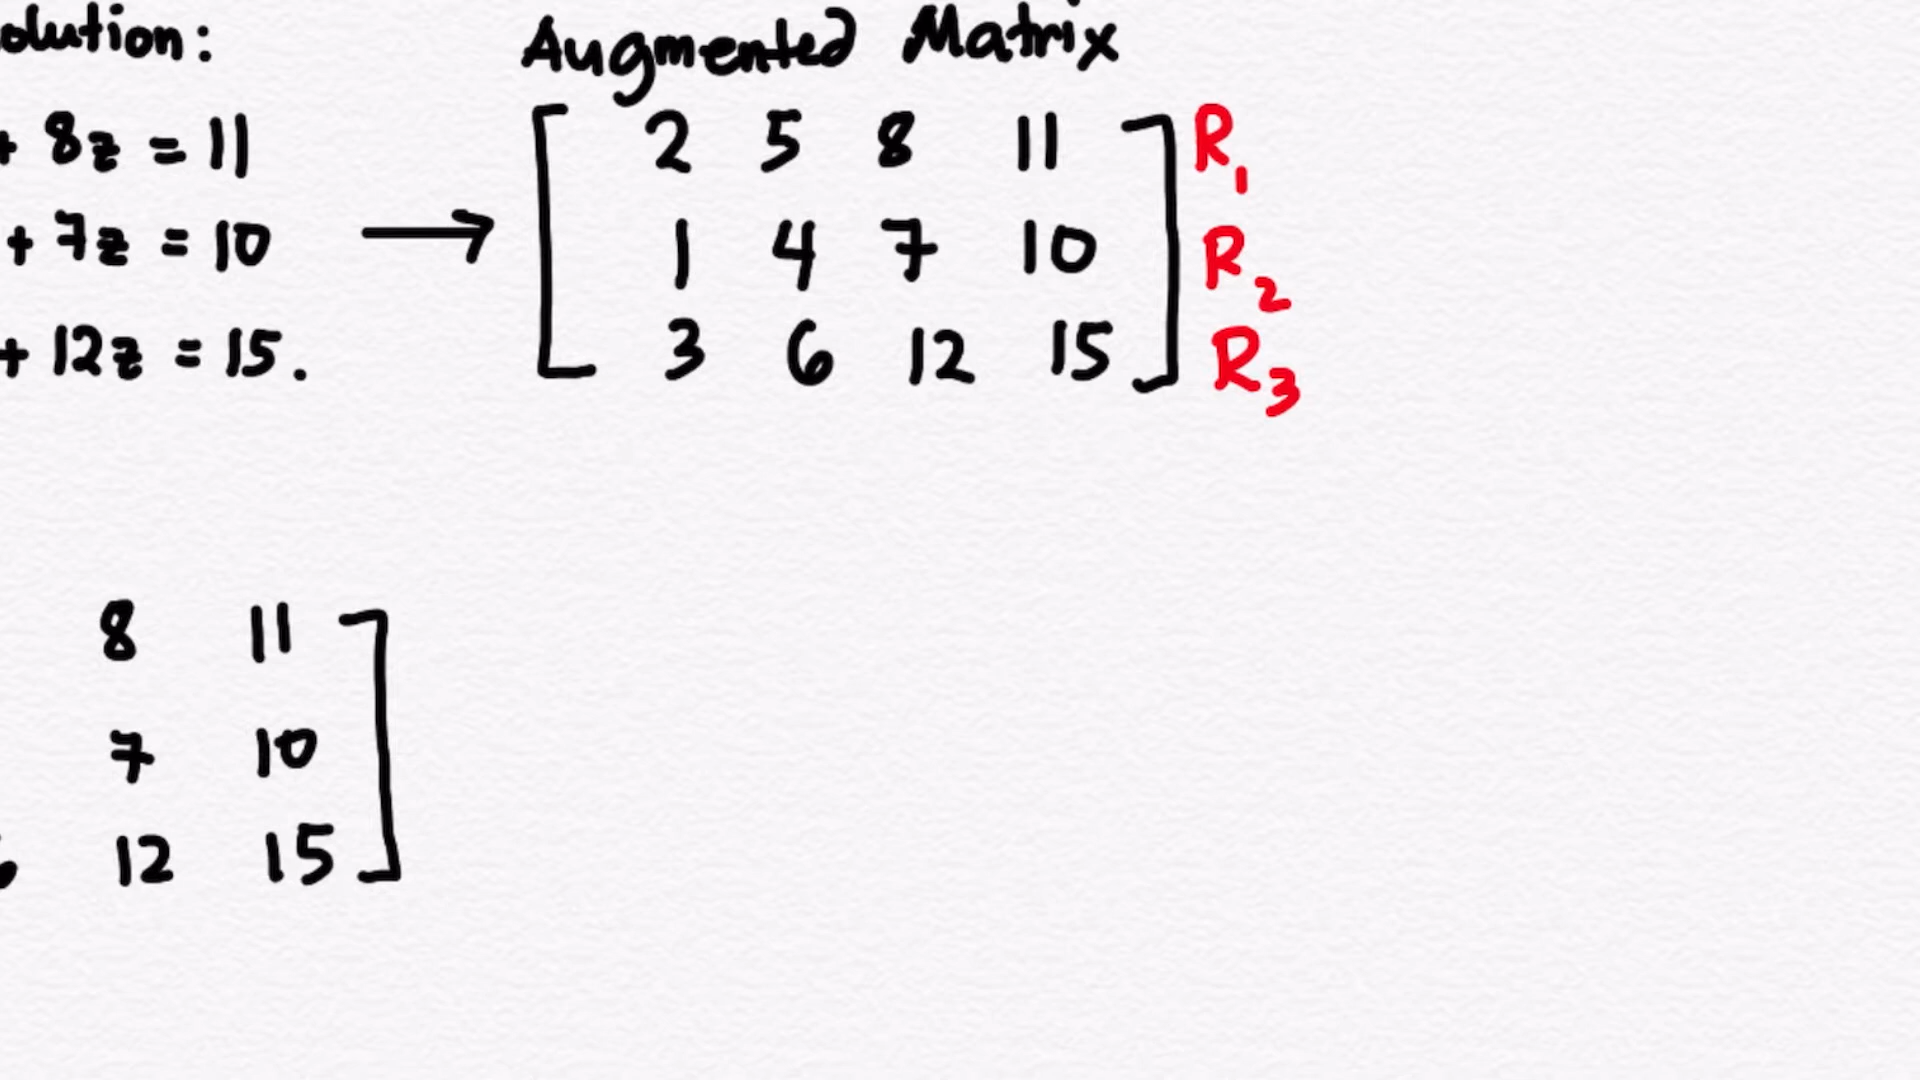 olution:
Augmented Matrix
+ 8z = 11
+ 7z = 10
+ 12z = 15.
→
2 5 8 11 R1
1 4 7 10 R2
3 6 12 15 R3
8 11
7 10
12 15